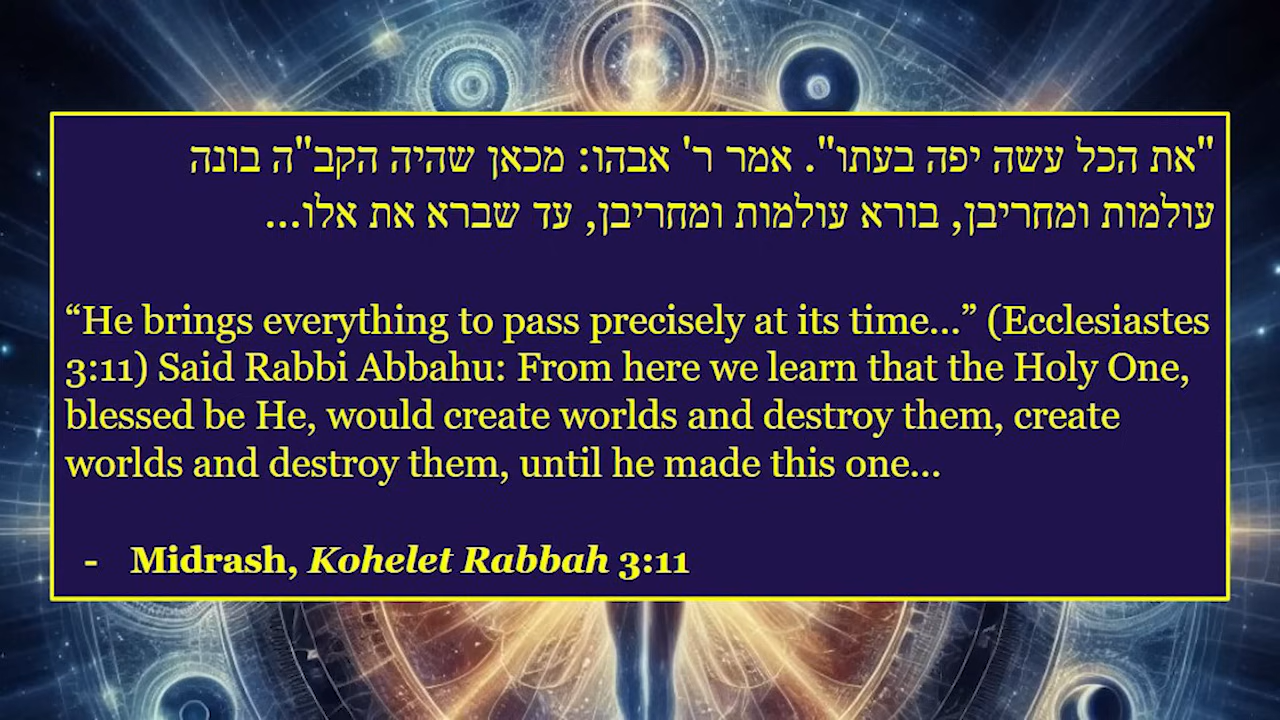 "את הכל עשה יפה בעתו". אמר ר' אבהו: מכאן שהיה הקב"ה בונה
עולמות ומחריבן, בורא עולמות ומחריבן, עד שברא את אלו...
“He brings everything to pass precisely at its time...” (Ecclesiastes
3:11) Said Rabbi Abbahu: From here we learn that the Holy One,
blessed be He, would create worlds and destroy them, create
worlds and destroy them, until he made this one...
- Midrash, Kohelet Rabbah 3:11